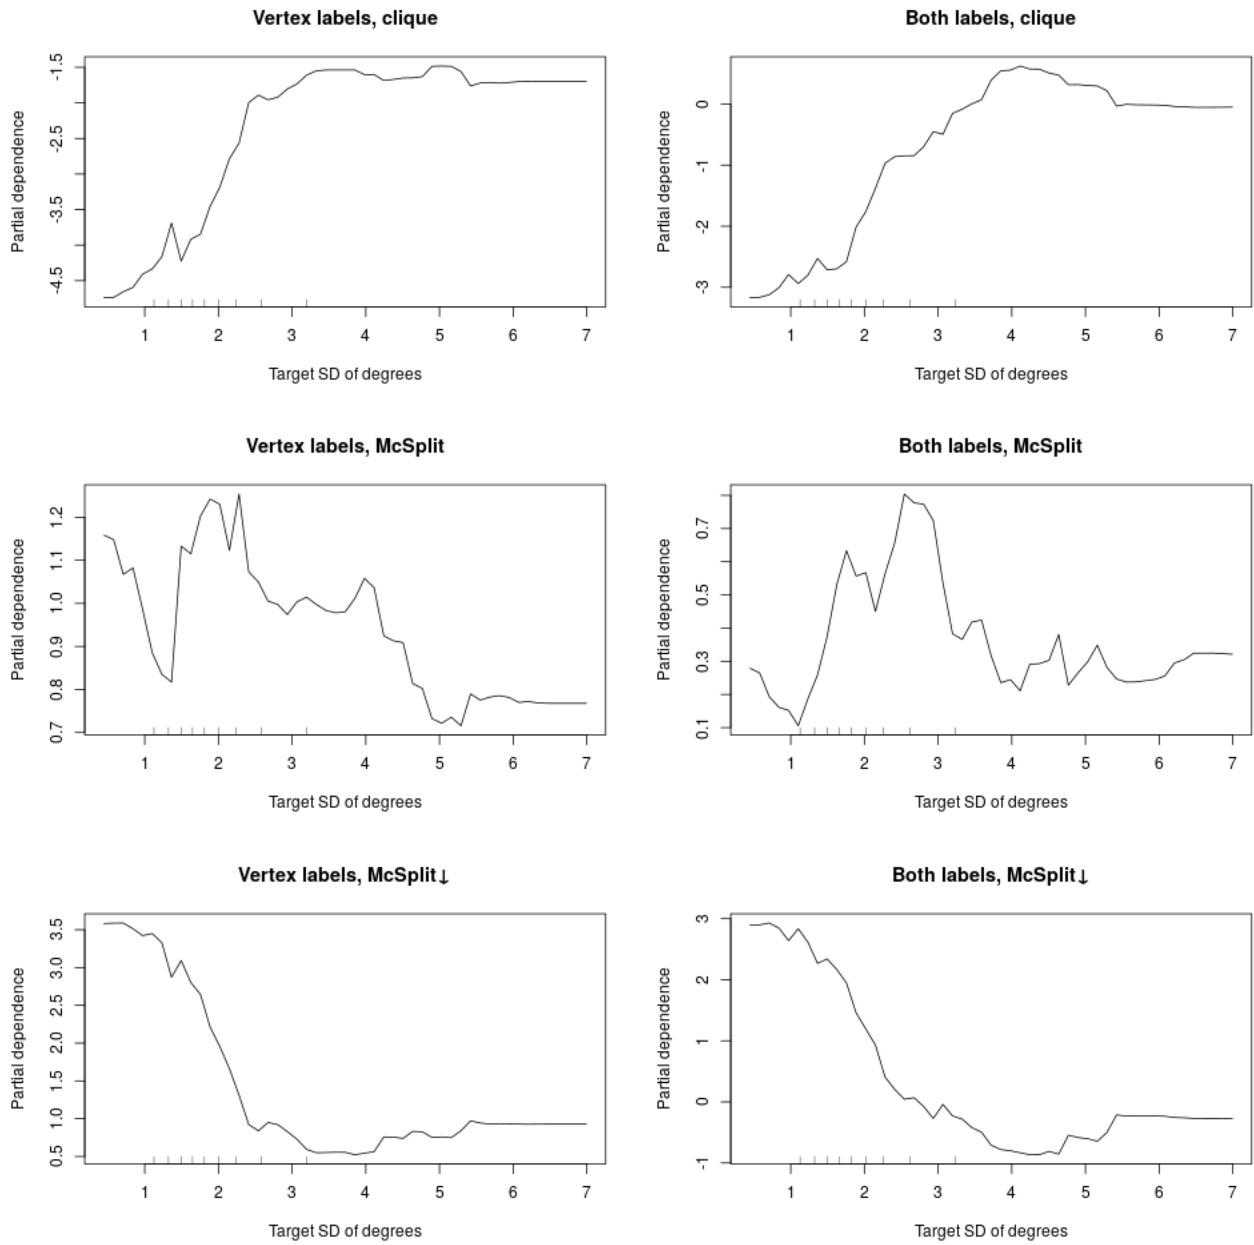 Vertex labels, clique
Partial dependence
-1.5
-2.5
-3.5
-4.5
1 2 3 4 5 6 7
Target SD of degrees
Both labels, clique
Partial dependence
0
-1
-2
-3
1 2 3 4 5 6 7
Target SD of degrees
Vertex labels, McSplit
Partial dependence
1.2
1.1
1.0
0.9
0.8
0.7
1 2 3 4 5 6 7
Target SD of degrees
Both labels, McSplit
Partial dependence
0.7
0.5
0.3
0.1
1 2 3 4 5 6 7
Target SD of degrees
Vertex labels, McSplit↓
Partial dependence
3.5
3.0
2.5
2.0
1.5
1.0
0.5
1 2 3 4 5 6 7
Target SD of degrees
Both labels, McSplit↓
Partial dependence
3
2
1
0
-1
1 2 3 4 5 6 7
Target SD of degrees